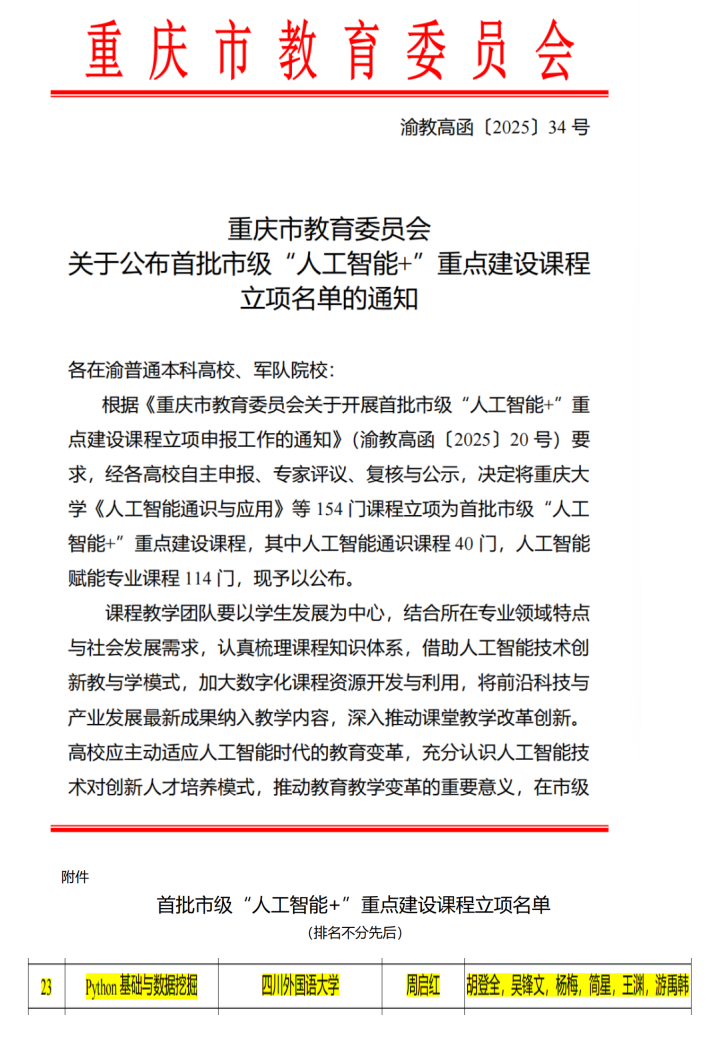 重庆市教育委员会
渝教高函〔2025〕34 号
重庆市教育委员会
关于公布首批市级“人工智能+”重点建设课程
立项名单的通知
各在渝普通本科高校、军队院校：
根据《重庆市教育委员会关于开展首批市级“人工智能+”重
点建设课程立项申报工作的通知》（渝教高函〔2025〕20 号）要
求，经各高校自主申报、专家评议、复核与公示，决定将重庆大
学《人工智能通识与应用》等 154 门课程立项为首批市级“人工
智能+”重点建设课程，其中人工智能通识课程 40 门，人工智能
赋能专业课程 114 门，现予以公布。
课程教学团队要以学生发展为中心，结合所在专业领域特点
与社会发展需求，认真梳理课程知识体系，借助人工智能技术创
新教与学模式，加大数字化课程资源开发与利用，将前沿科技与
产业发展最新成果纳入教学内容，深入推动课堂教学改革创新。
高校应主动适应人工智能时代的教育变革，充分认识人工智能技
术对创新人才培养模式，推动教育教学变革的重要意义，在市级
附件
首批市级“人工智能+”重点建设课程立项名单
（排名不分先后）
23 Python 基础与数据挖掘 四川外国语大学 周启红 胡登全，吴锋文，杨梅，简星，王渊，游禹韩